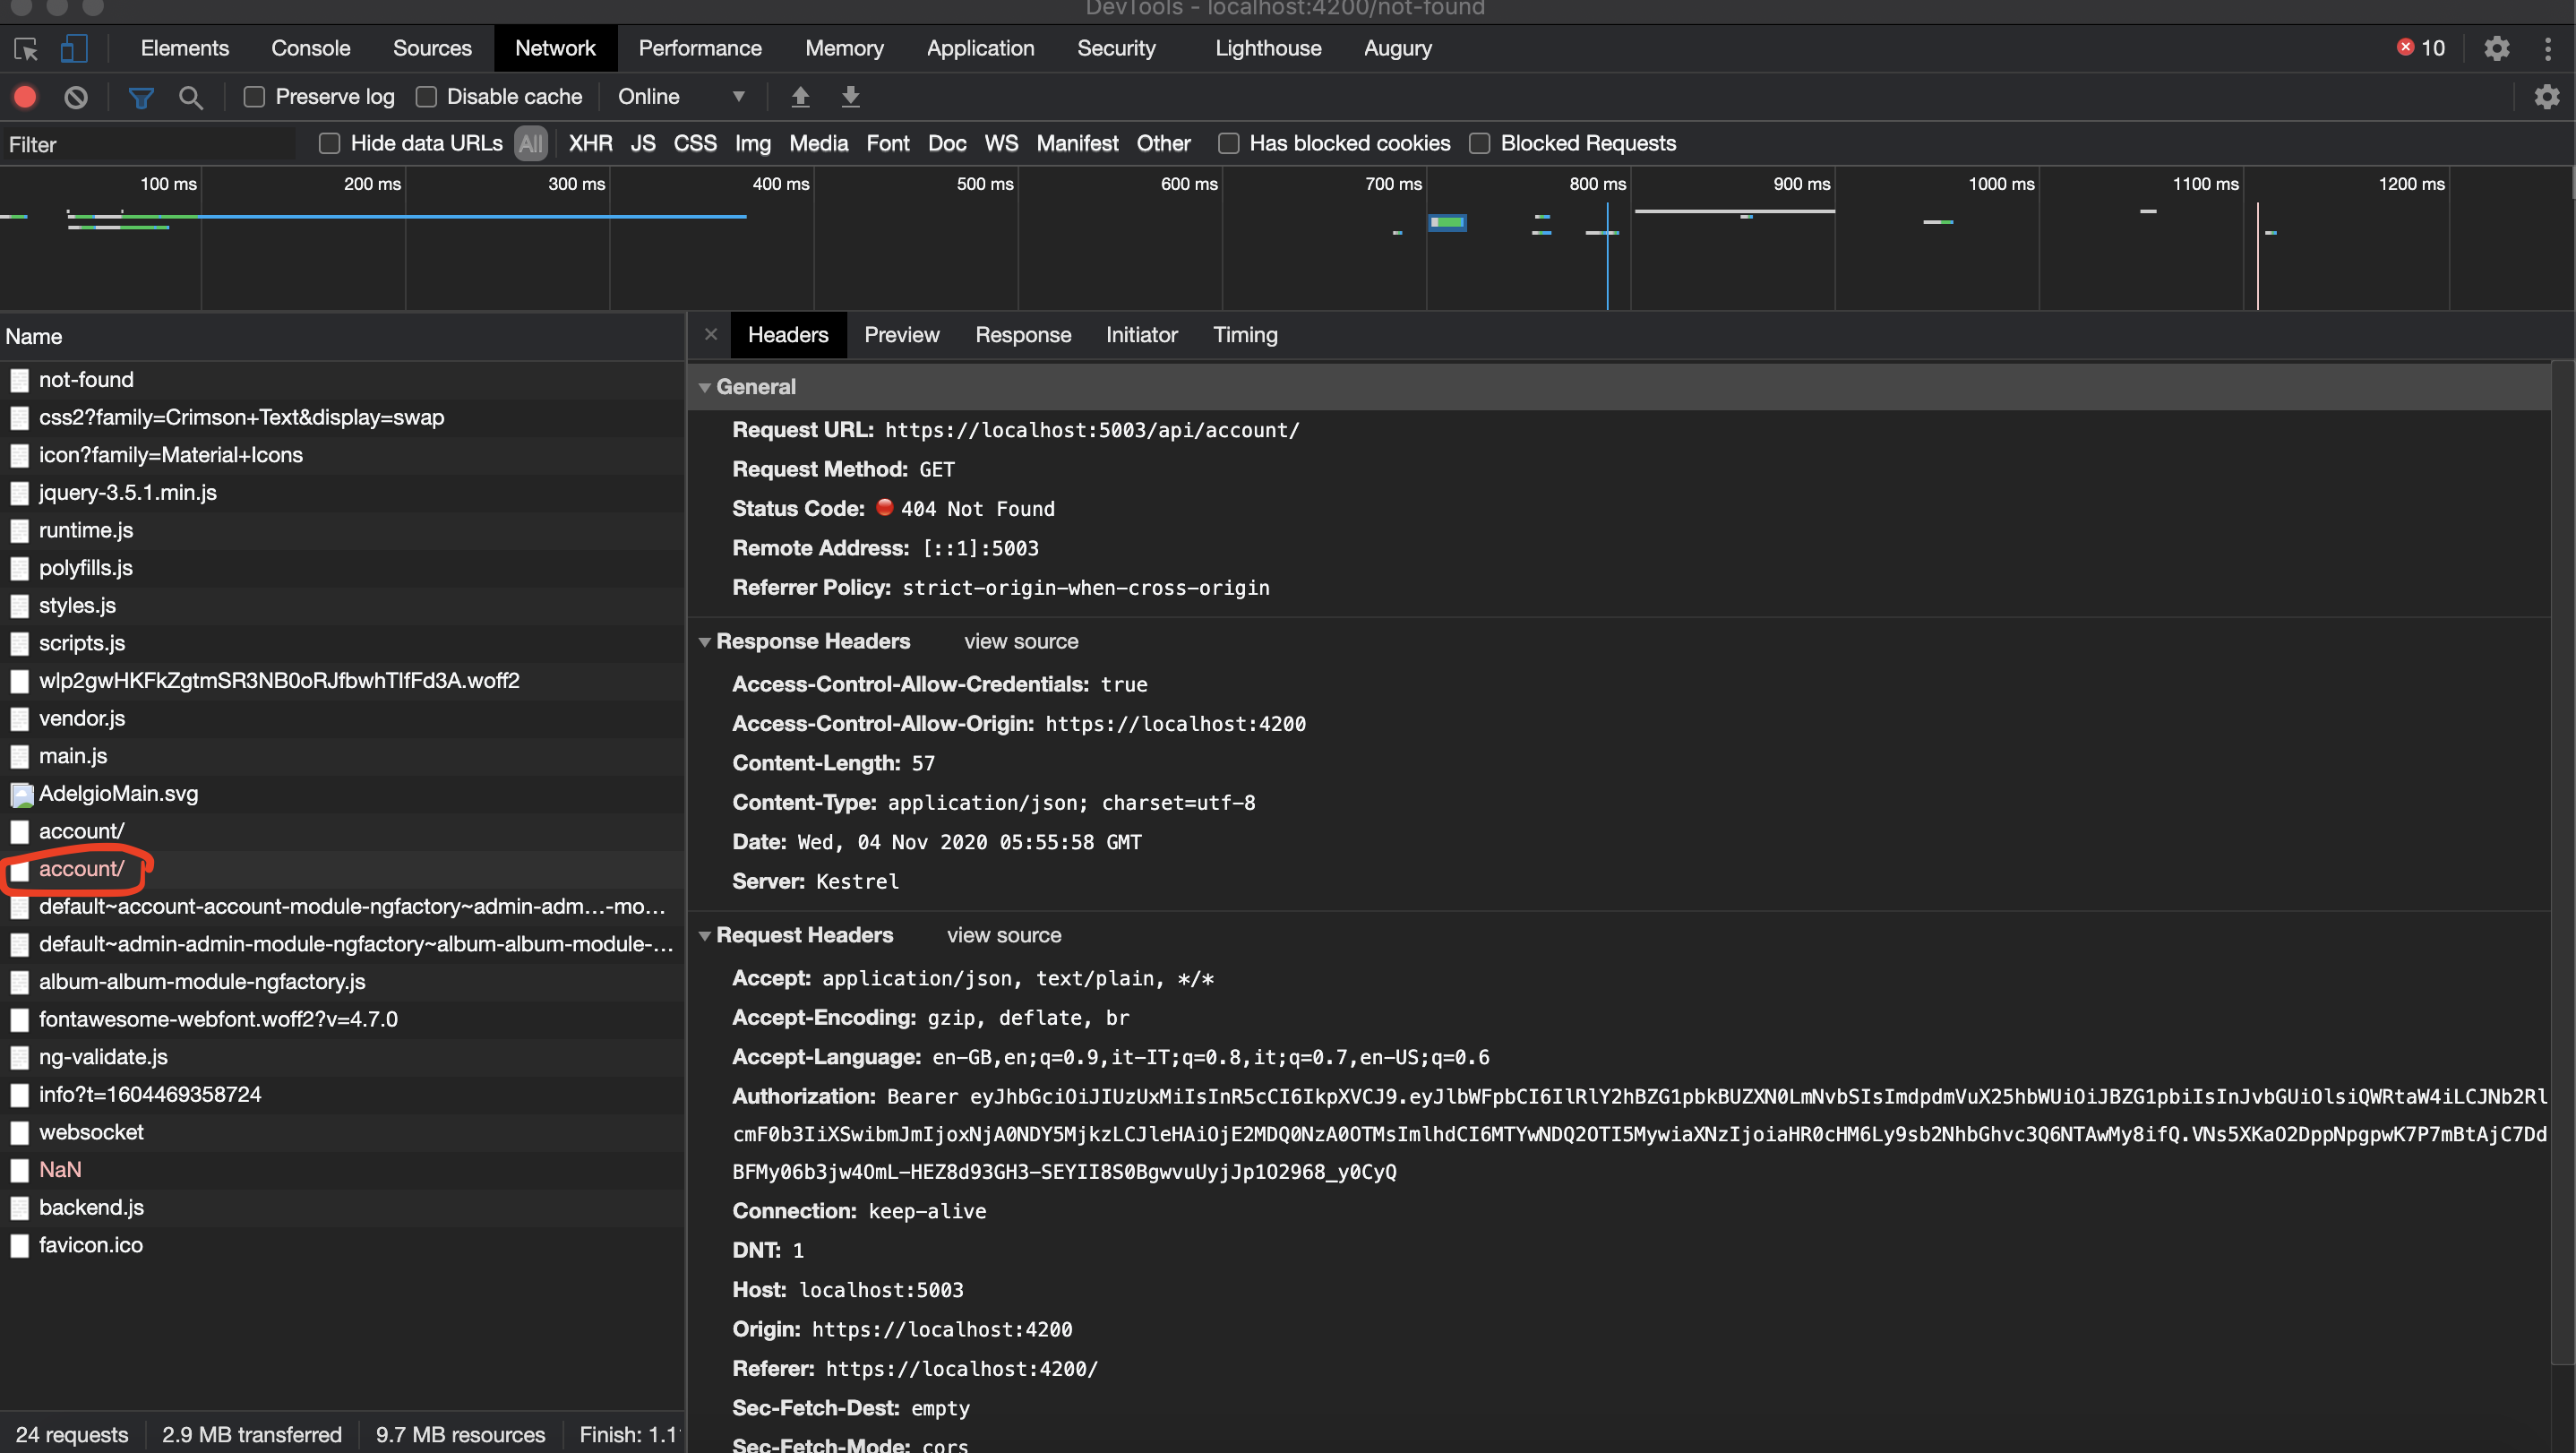 DevTools - localhost:4200/not-found
Elements Console Sources Network Performance Memory Application Security Lighthouse Augury 10
Preserve log Disable cache Online
Filter Hide data URLs All XHR JS CSS Img Media Font Doc WS Manifest Other Has blocked cookies Blocked Requests
100 ms 200 ms 300 ms 400 ms 500 ms 600 ms 700 ms 800 ms 900 ms 1000 ms 1100 ms 1200 ms
Name
not-found
css2?family=Crimson+Text&display=swap
icon?family=Material+Icons
jquery-3.5.1.min.js
runtime.js
polyfills.js
styles.js
scripts.js
wlp2gwHKFkZgtmSR3NB0oRJfbwhTIfFd3A.woff2
vendor.js
main.js
AdelgioMain.svg
account/
account/
default~account-account-module-ngfactory~admin-adm…-mo…
default~admin-admin-module-ngfactory~album-album-module-…
album-album-module-ngfactory.js
fontawesome-webfont.woff2?v=4.7.0
ng-validate.js
info?t=1604469358724
websocket
NaN
backend.js
favicon.ico
24 requests 2.9 MB transferred 9.7 MB resources Finish: 1.1
Headers Preview Response Initiator Timing
General
Request URL: https://localhost:5003/api/account/
Request Method: GET
Status Code: 404 Not Found
Remote Address: [::1]:5003
Referrer Policy: strict-origin-when-cross-origin
Response Headers view source
Access-Control-Allow-Credentials: true
Access-Control-Allow-Origin: https://localhost:4200
Content-Length: 57
Content-Type: application/json; charset=utf-8
Date: Wed, 04 Nov 2020 05:55:58 GMT
Server: Kestrel
Request Headers view source
Accept: application/json, text/plain, */*
Accept-Encoding: gzip, deflate, br
Accept-Language: en-GB,en;q=0.9,it-IT;q=0.8,it;q=0.7,en-US;q=0.6
Authorization: Bearer eyJhbGciOiJIUzUxMiIsInR5cCI6IkpXVCJ9.eyJlbWFpbCI6IlRlY2hBZG1pbkBUZXN0LmNvbSIsImdpdmVuX25hbWUiOiJBZG1pbiIsInJvbGUiOlsiQWRtaW4iLCJNb2Rl
cmF0b3IiXSwibmJmIjoxNjA0NDY5MjkzLCJleHAiOjE2MDQ0NzA0OTMsImlhdCI6MTYwNDQ2OTI5MywiaXNzIjoiaHR0cHM6Ly9sb2NhbGhvc3Q6NTAwMy8ifQ.VNs5XKaO2DppNpgpwK7P7mBtAjC7Dd
BFMy06b3jw4OmL-HEZ8d93GH3-SEYII8S0BgwvuUyjJp1O2968_y0CyQ
Connection: keep-alive
DNT: 1
Host: localhost:5003
Origin: https://localhost:4200
Referer: https://localhost:4200/
Sec-Fetch-Dest: empty
Sec-Fetch-Mode: cors